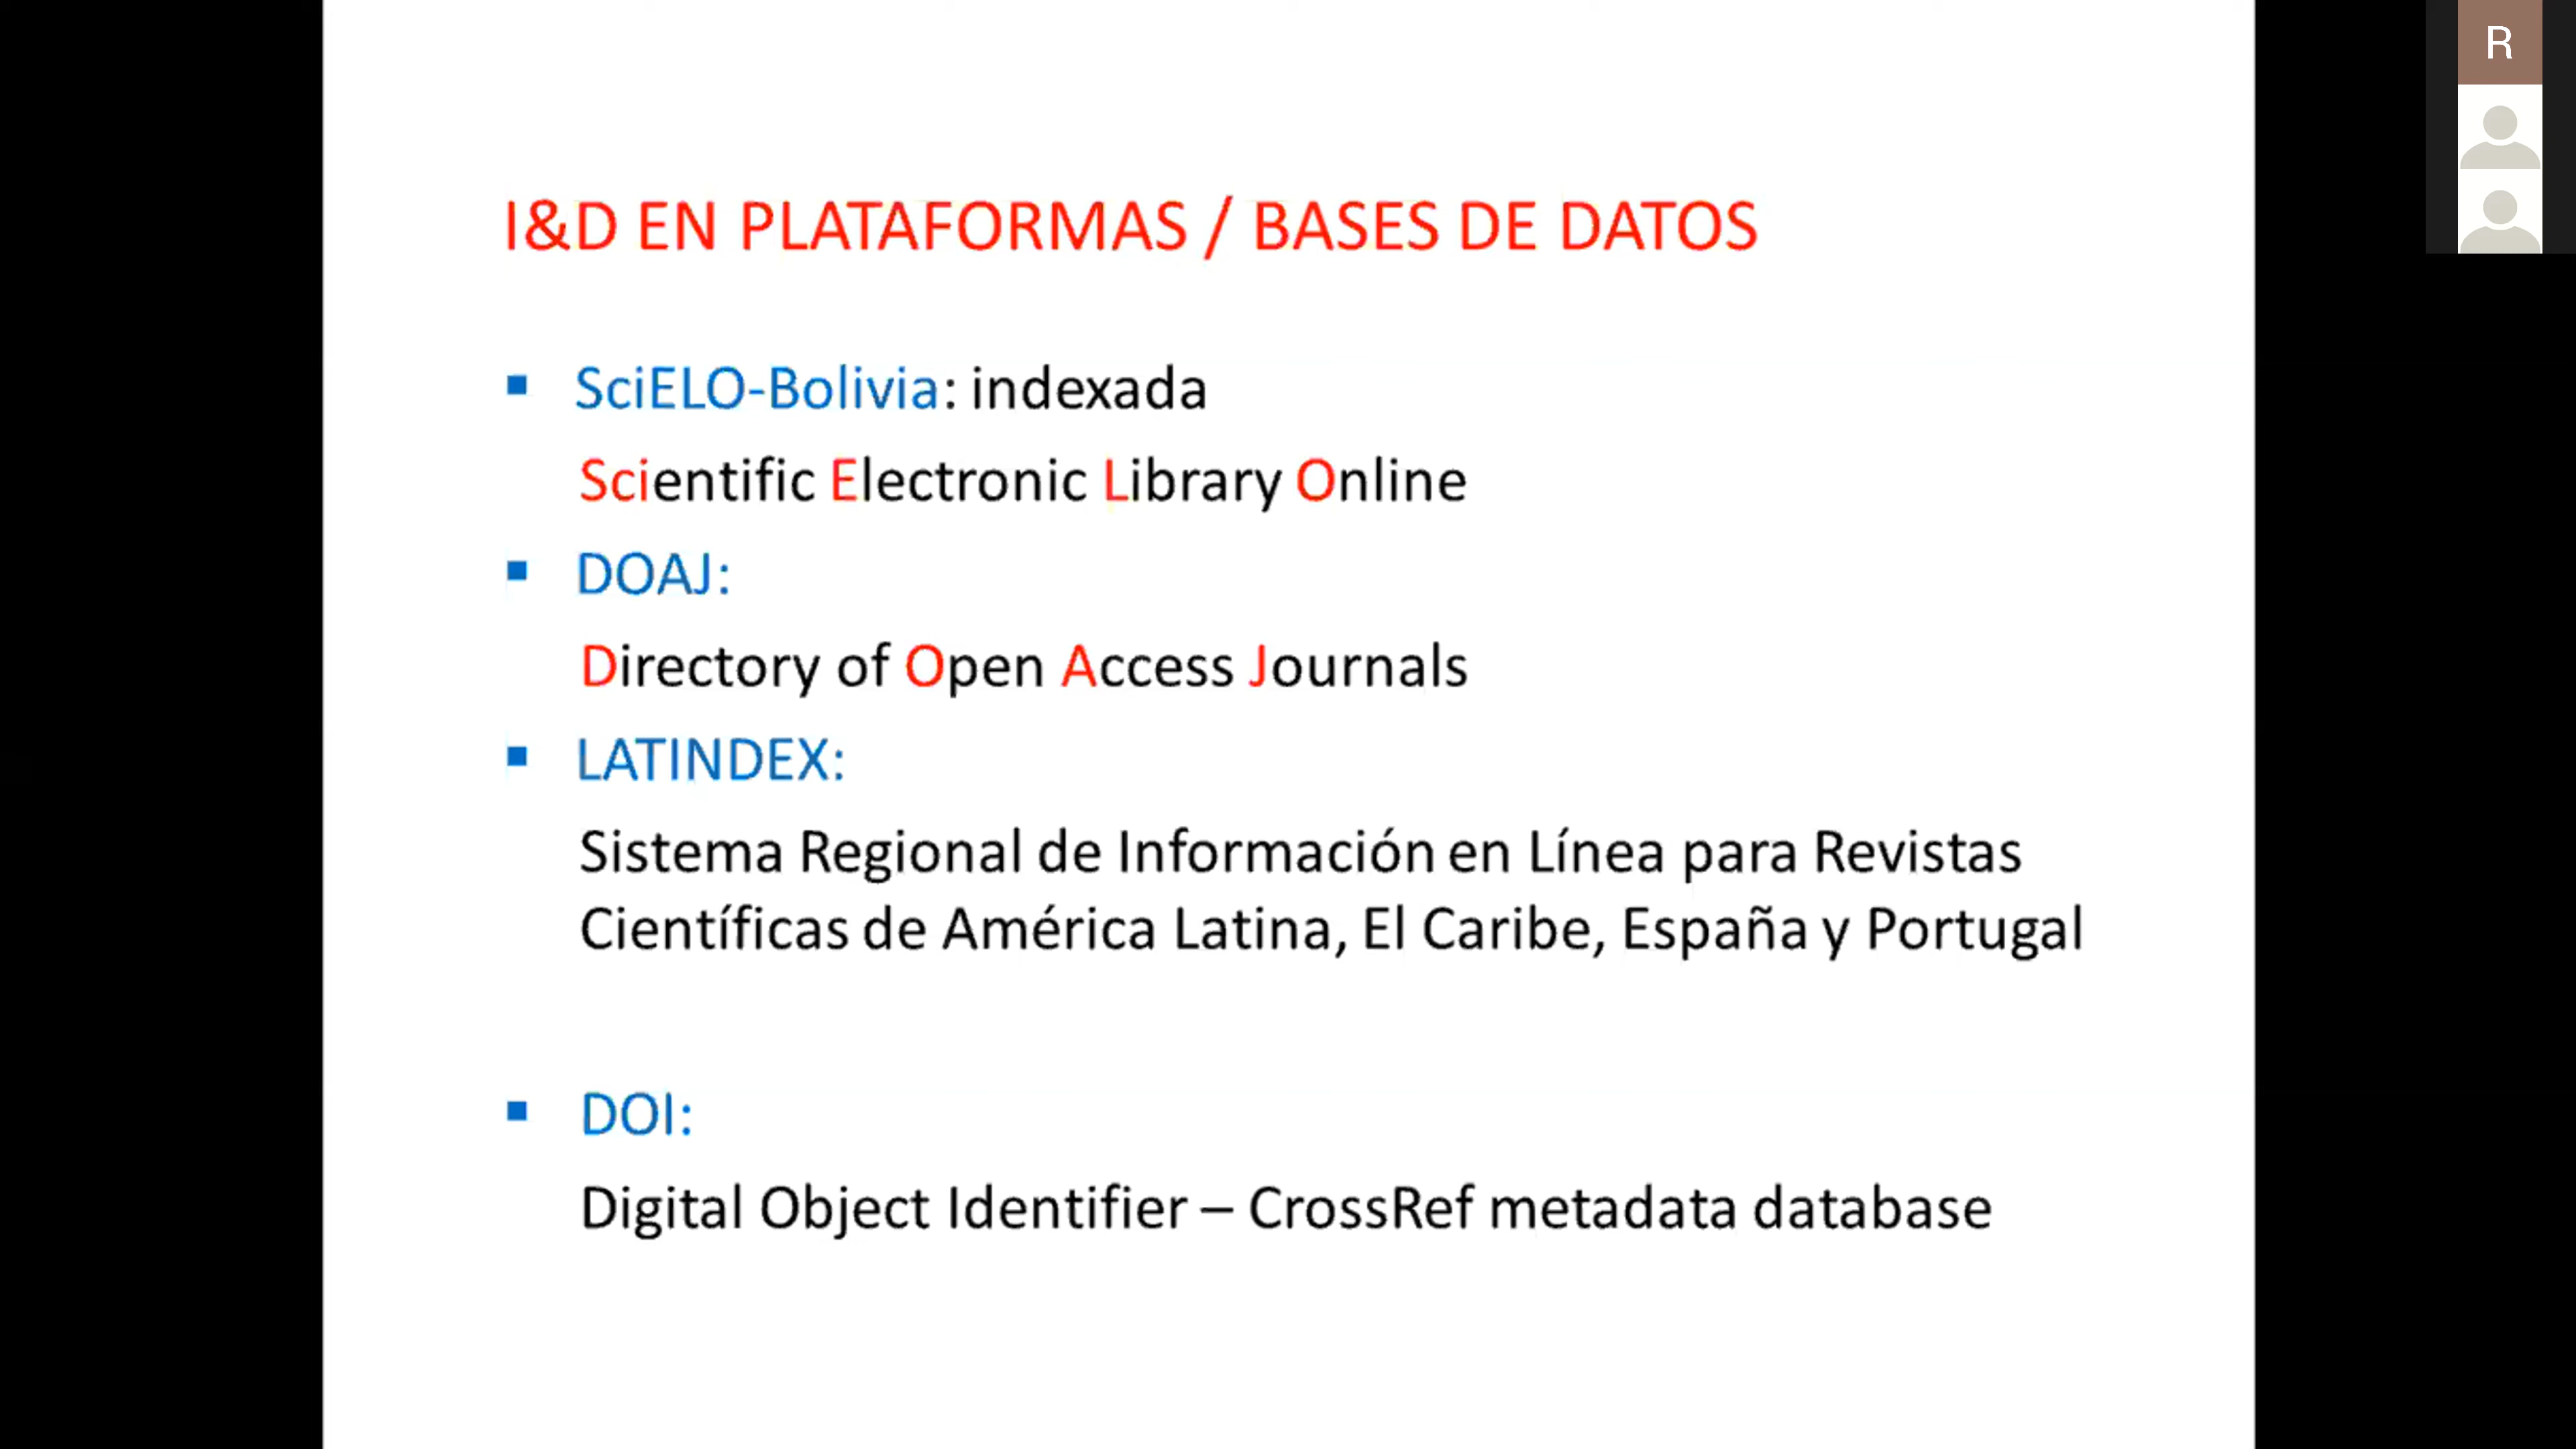 I&D EN PLATAFORMAS / BASES DE DATOS
SciELO-Bolivia: indexada
Scientific Electronic Library Online
DOAJ:
Directory of Open Access Journals
LATINDEX:
Sistema Regional de Información en Línea para Revistas
Científicas de América Latina, El Caribe, España y Portugal
DOI:
Digital Object Identifier – CrossRef metadata database
R